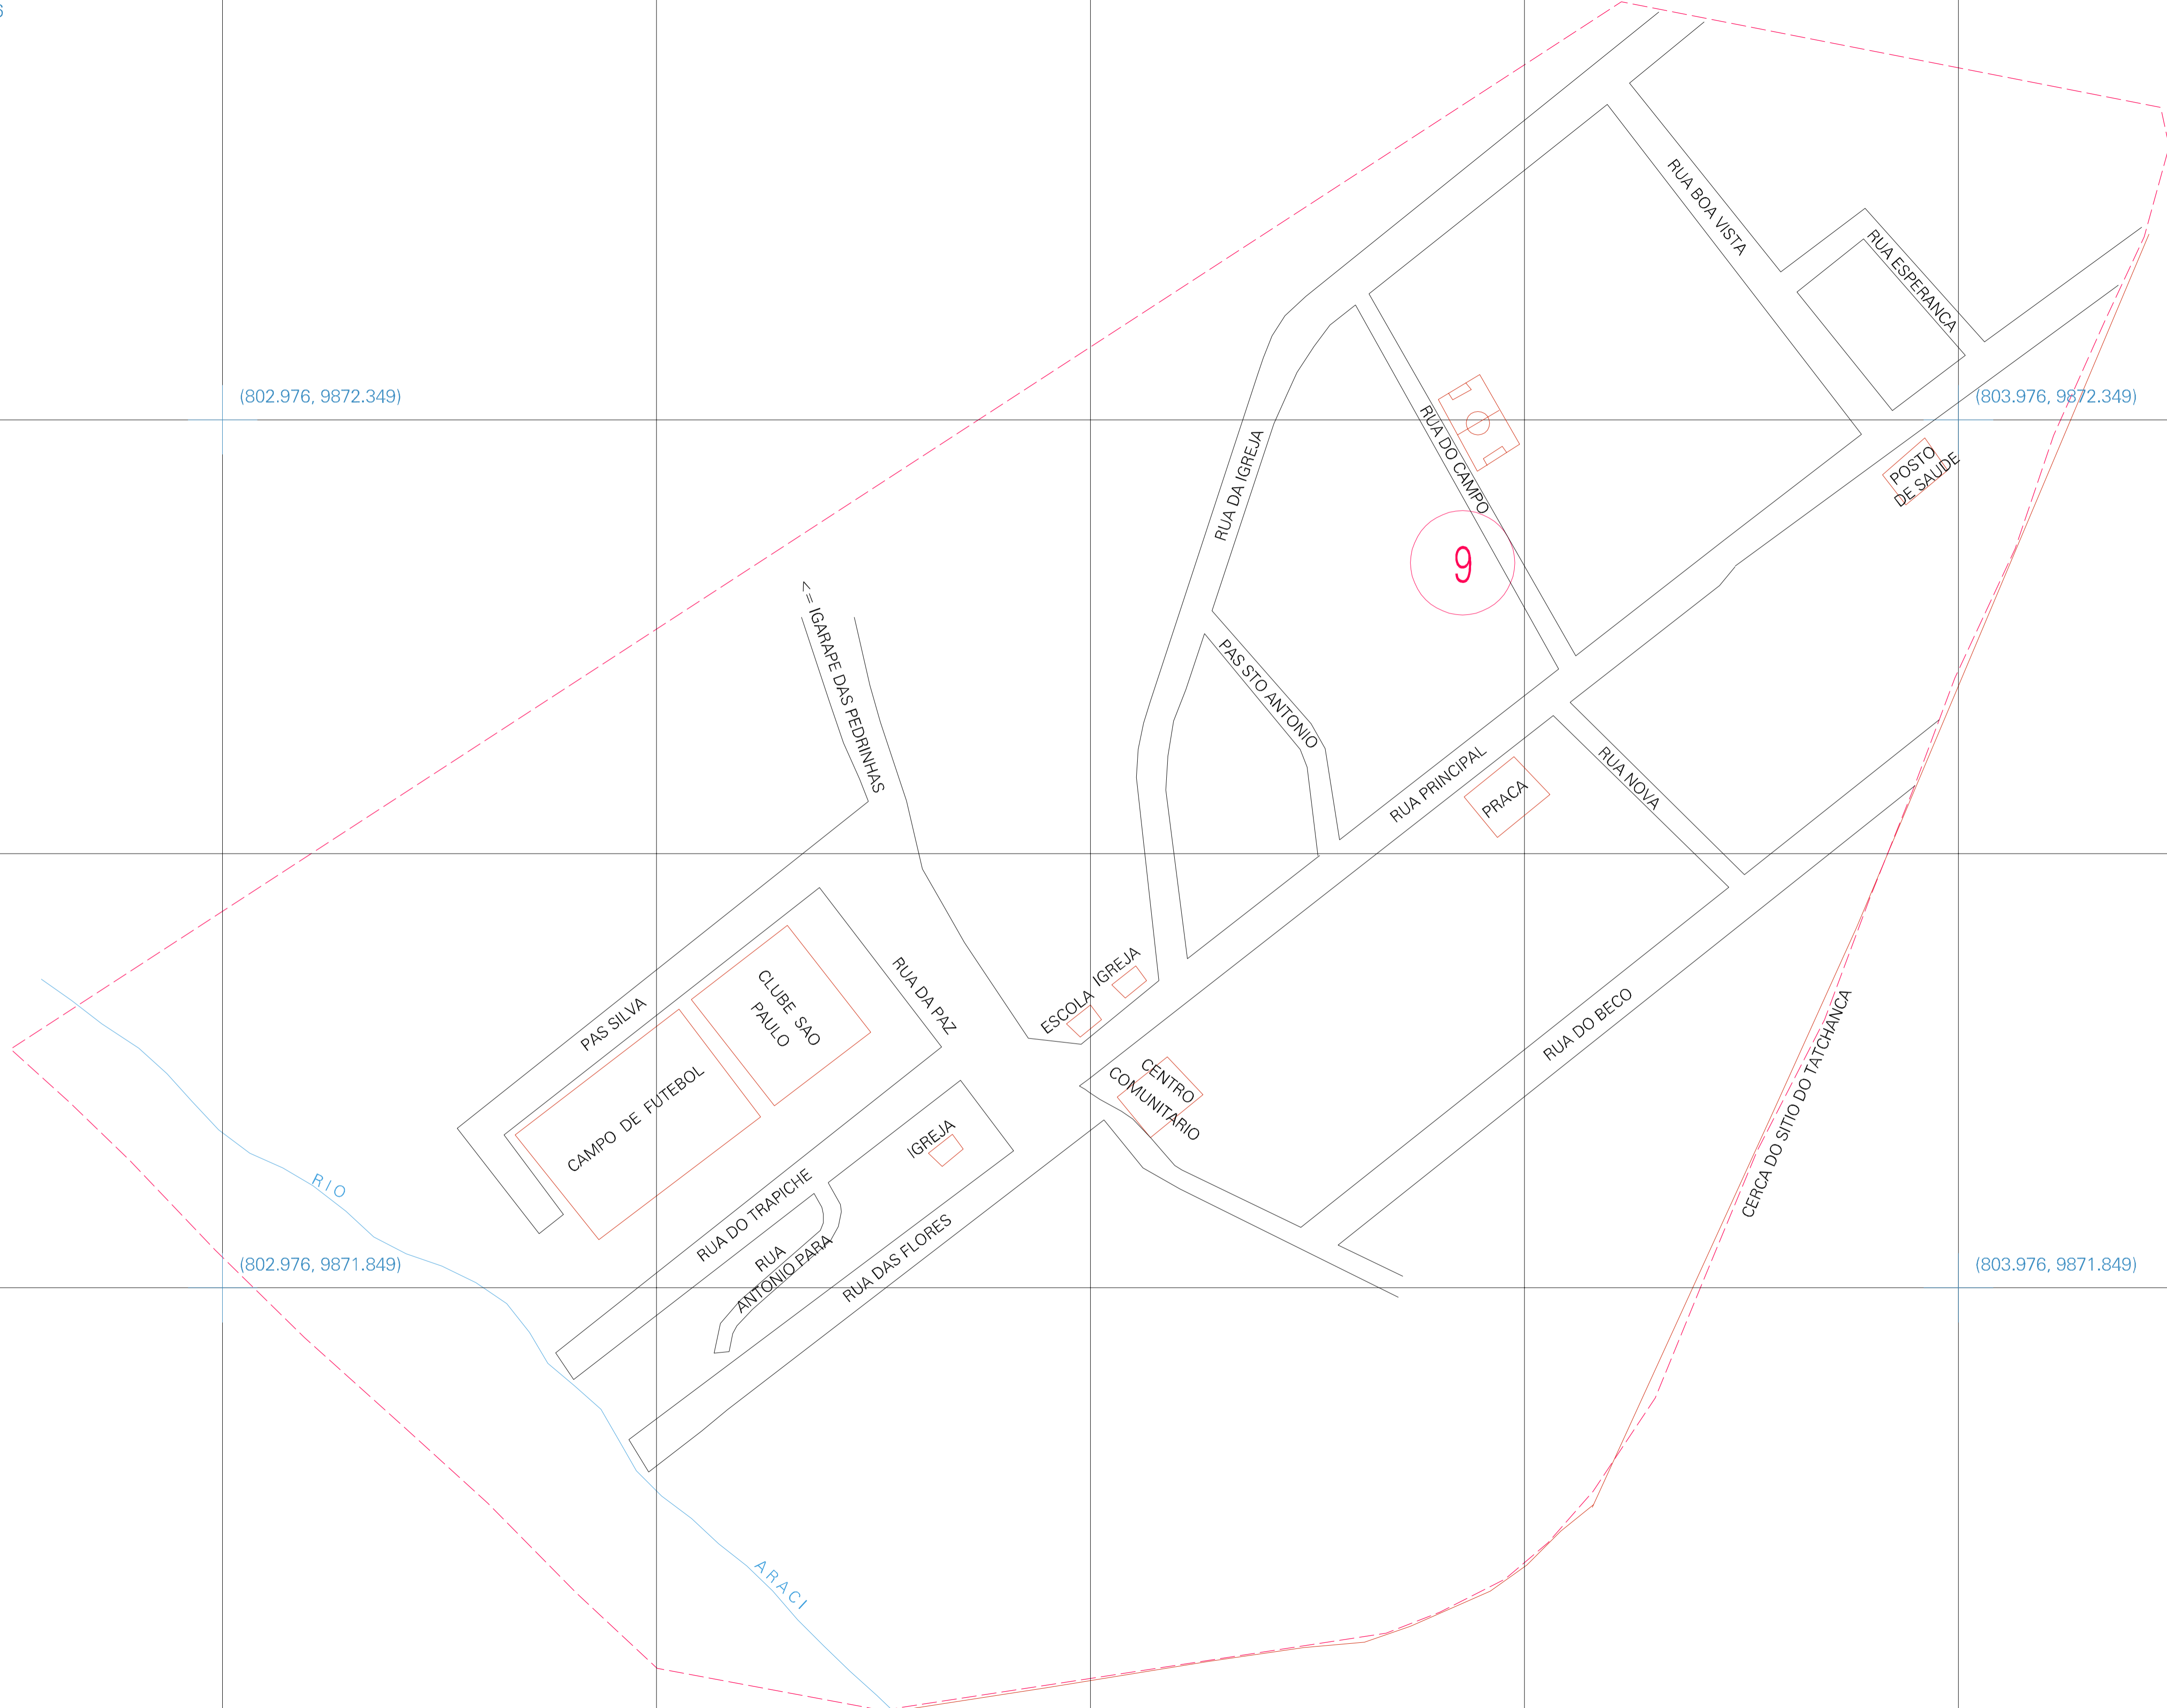 6
RUA BOA VISTA
RUA ESPERANCA
(802.976, 9872.349)
(803.976, 9872.349)
RUA DA IGREJA
RUA DO CAMPO
POSTO
DE SAUDE
9
<= IGARAPE DAS PEDRINHAS
PAS STO ANTONIO
RUA PRINCIPAL
PRACA
RUA NOVA
PAS SILVA
CLUBE SAO
PAULO
RUA DA PAZ
ESCOLA
IGREJA
RUA DO BECO
CERCA DO SITIO DO TATCHANCA
CAMPO DE FUTEBOL
CENTRO
COMUNITARIO
IGREJA
RIO
RUA DO TRAPICHE
RUA
ANTONIO PARA
RUA DAS FLORES
(802.976, 9871.849)
(803.976, 9871.849)
ARACI